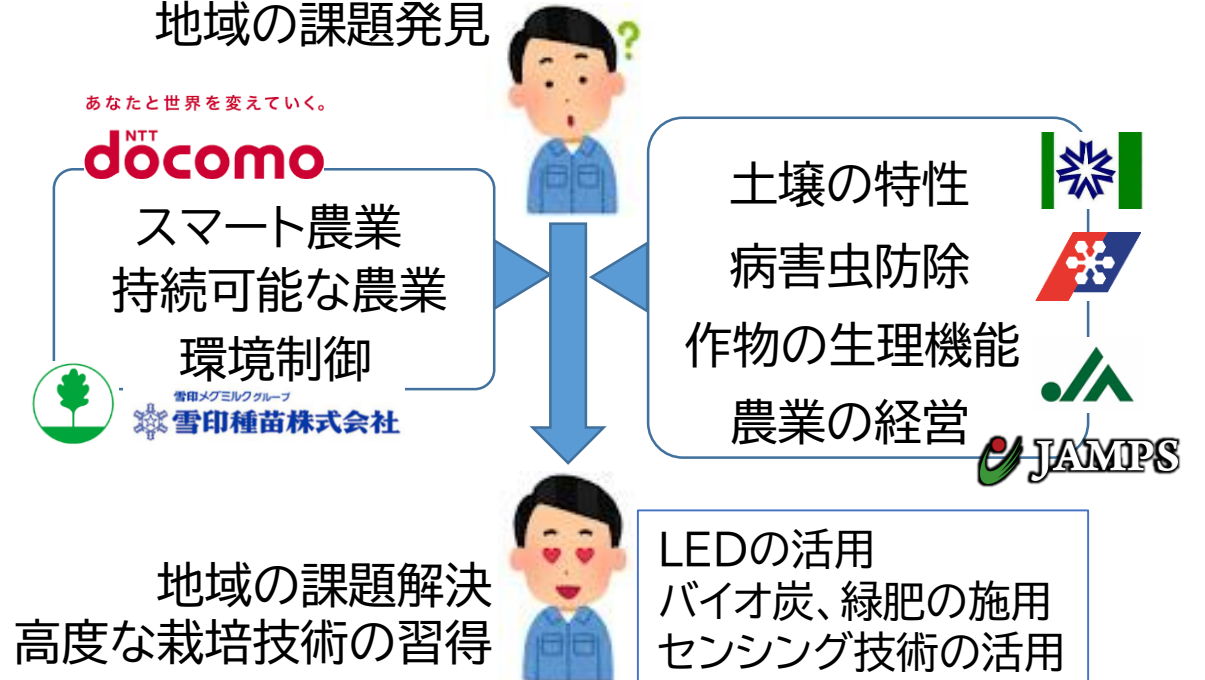 地域の課題発見
?
あなたと世界を変えていく。
NTT
docomo
スマート農業
持続可能な農業
環境制御
雪印メグミルクグループ
雪印種苗株式会社
土壌の特性
病害虫防除
作物の生理機能
農業の経営
JAMPS
地域の課題解決
高度な栽培技術の習得
LEDの活用
バイオ炭、緑肥の施用
センシング技術の活用